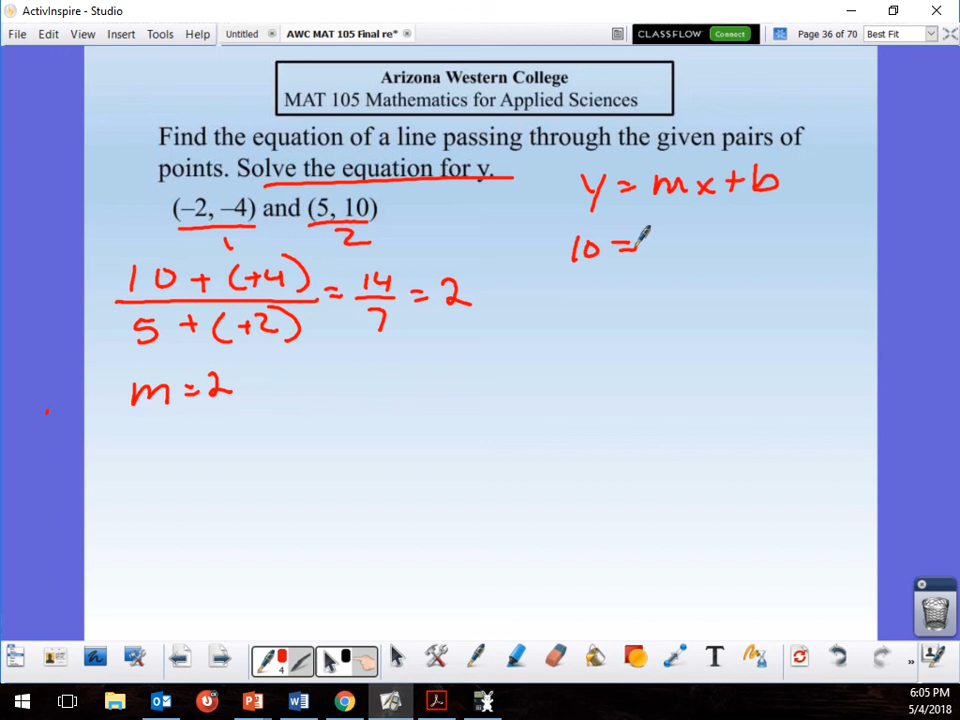 ActivInspire - Studio
File Edit View Insert Tools Help Untitled AWC MAT 105 Final re* CLASSFLOW Connect Page 36 of 70 Best Fit
Arizona Western College
MAT 105 Mathematics for Applied Sciences
Find the equation of a line passing through the given pairs of
points. Solve the equation for y.
y = mx + b
(–2, –4) and (5, 10)
1 2
10 =
10 + (+4) / 5 + (+2) = 14/7 = 2
m = 2
4
6:05 PM
5/4/2018